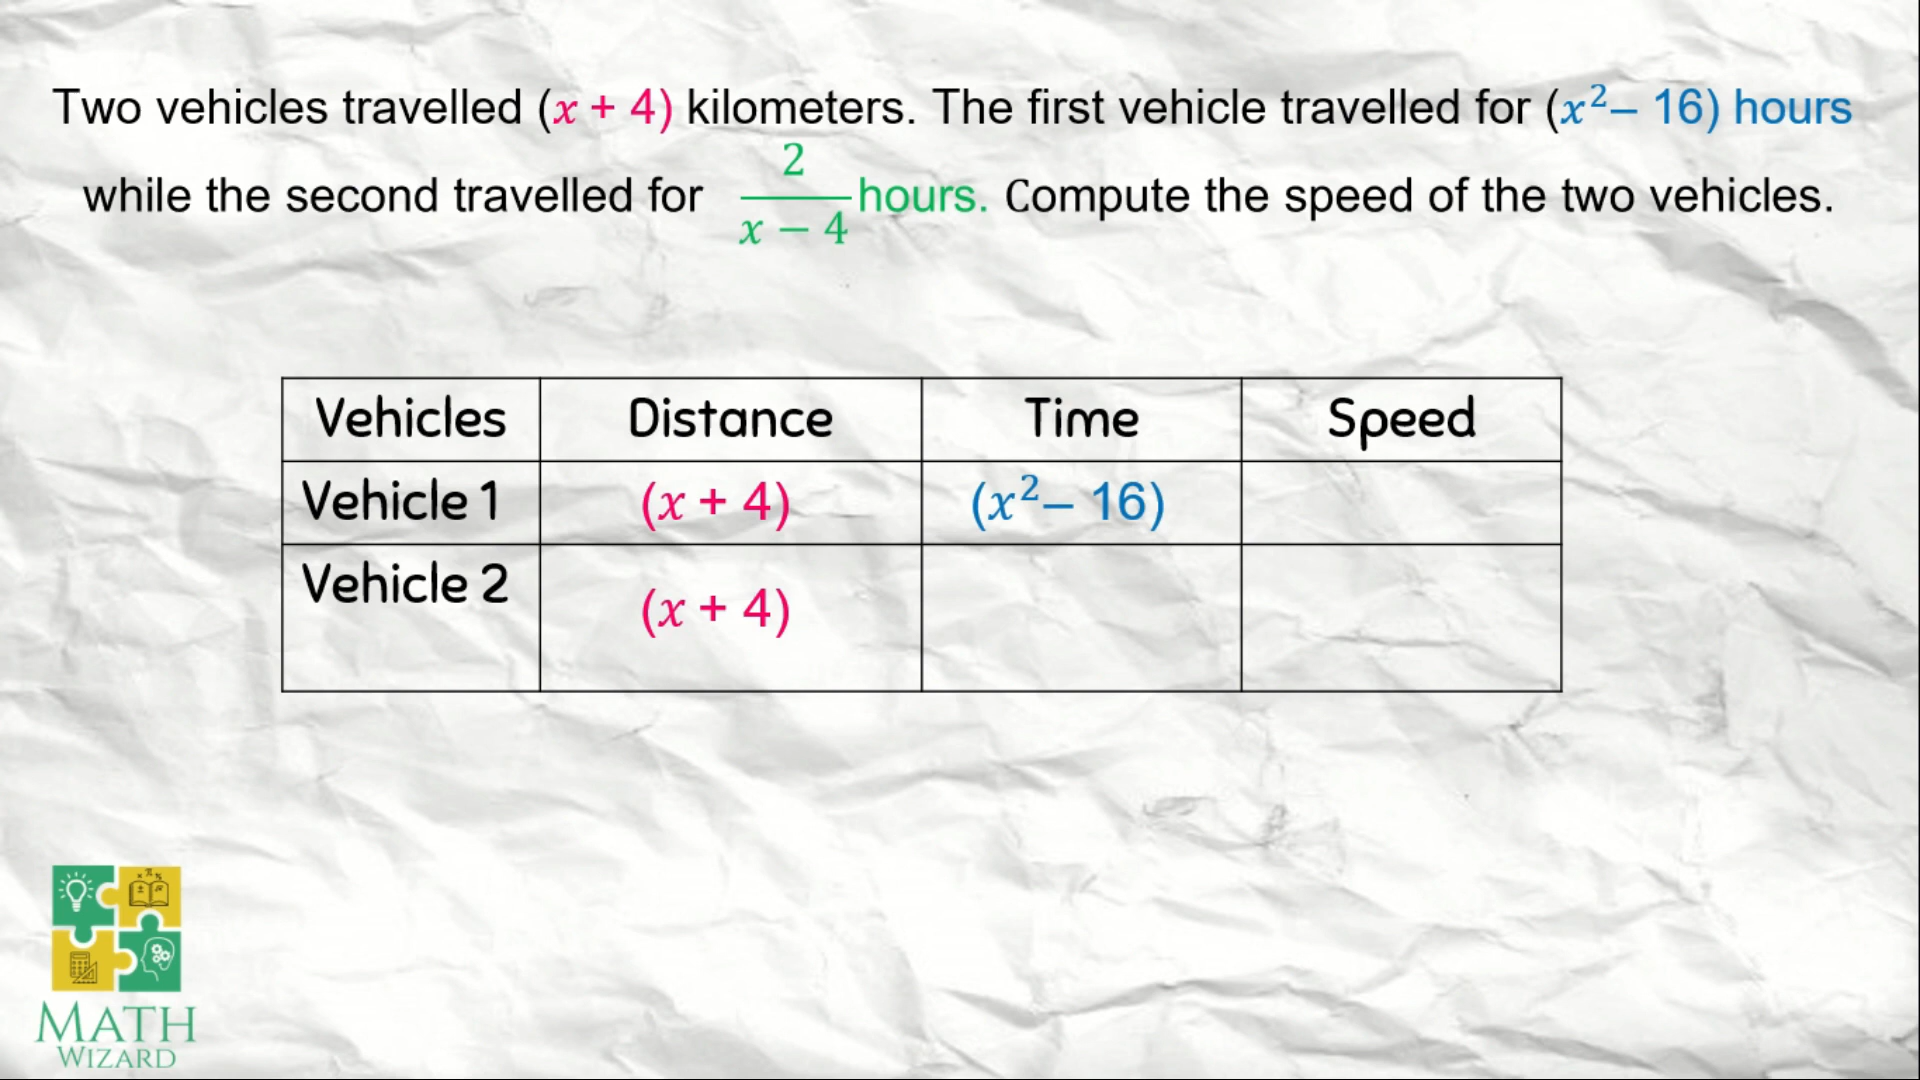 Two vehicles travelled (x + 4) kilometers. The first vehicle travelled for (x²– 16) hours
while the second travelled for 2/(x − 4) hours. Compute the speed of the two vehicles.
Vehicles Distance Time Speed
Vehicle 1 (x + 4) (x²– 16)
Vehicle 2 (x + 4)
MATH
WIZARD